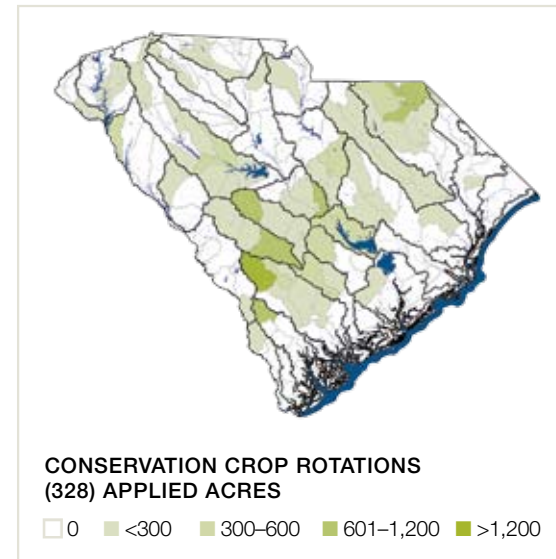 CONSERVATION CROP ROTATIONS
(328) APPLIED ACRES
0 <300 300–600 601–1,200 >1,200